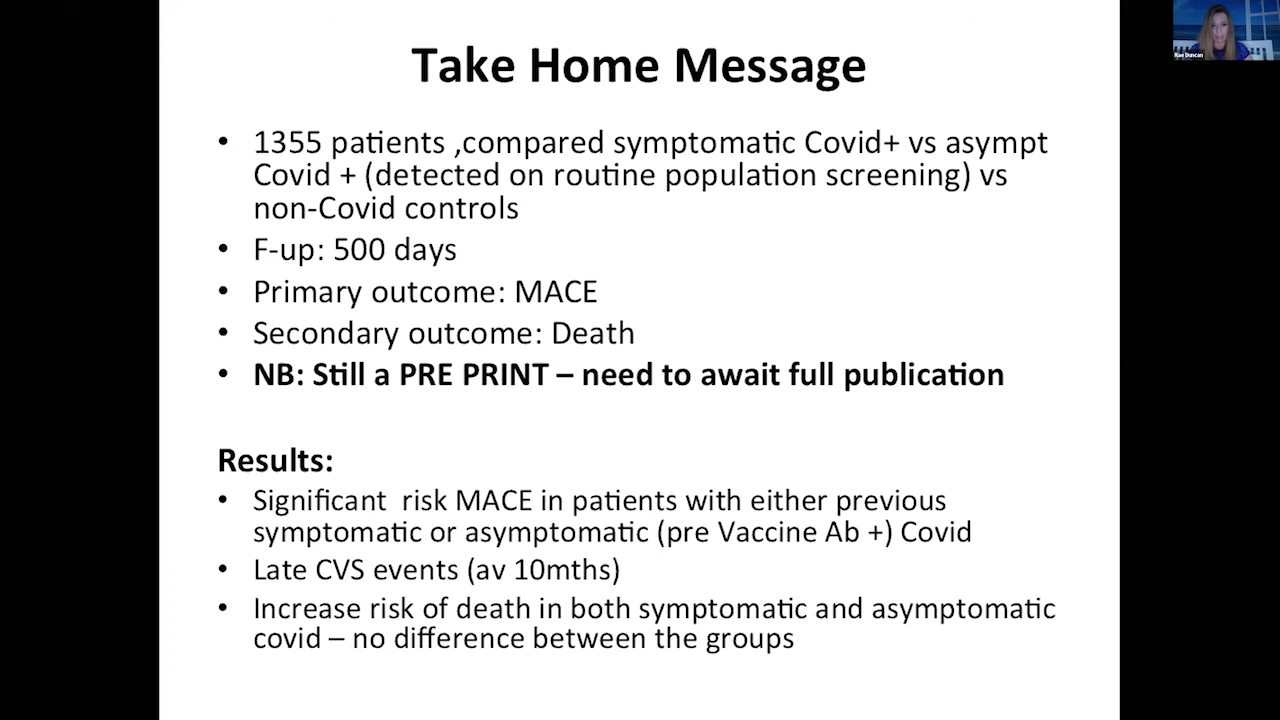 Take Home Message
• 1355 patients ,compared symptomatic Covid+ vs asympt
Covid + (detected on routine population screening) vs
non-Covid controls
• F-up: 500 days
• Primary outcome: MACE
• Secondary outcome: Death
• NB: Still a PRE PRINT – need to await full publication
Results:
• Significant  risk MACE in patients with either previous
symptomatic or asymptomatic (pre Vaccine Ab +) Covid
• Late CVS events (av 10mths)
• Increase risk of death in both symptomatic and asymptomatic
covid – no difference between the groups
Rae Duncan